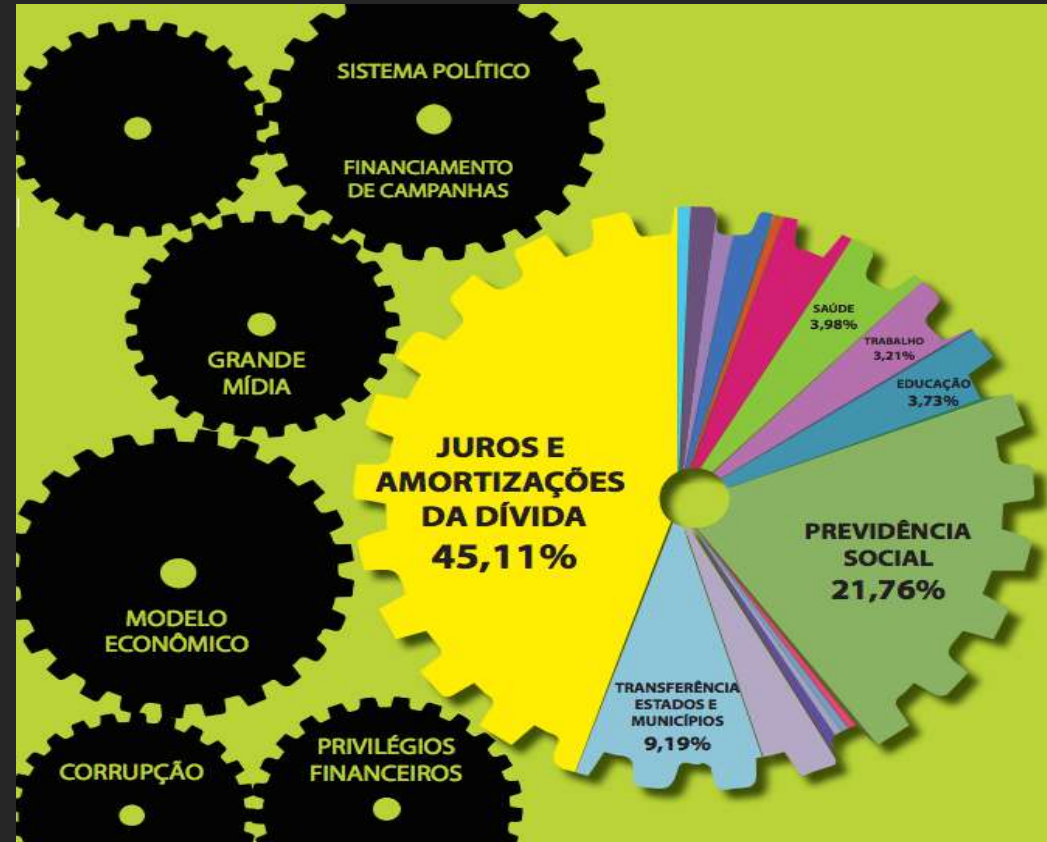 SISTEMA POLÍTICO
FINANCIAMENTO
DE CAMPANHAS
GRANDE
MÍDIA
MODELO
ECONÔMICO
CORRUPÇÃO
PRIVILÉGIOS
FINANCEIROS
JUROS E
AMORTIZAÇÕES
DA DÍVIDA
45,11%
SAÚDE
3,98%
TRABALHO
3,21%
EDUCAÇÃO
3,73%
PREVIDÊNCIA
SOCIAL
21,76%
TRANSFERÊNCIA
ESTADOS E
MUNICÍPIOS
9,19%